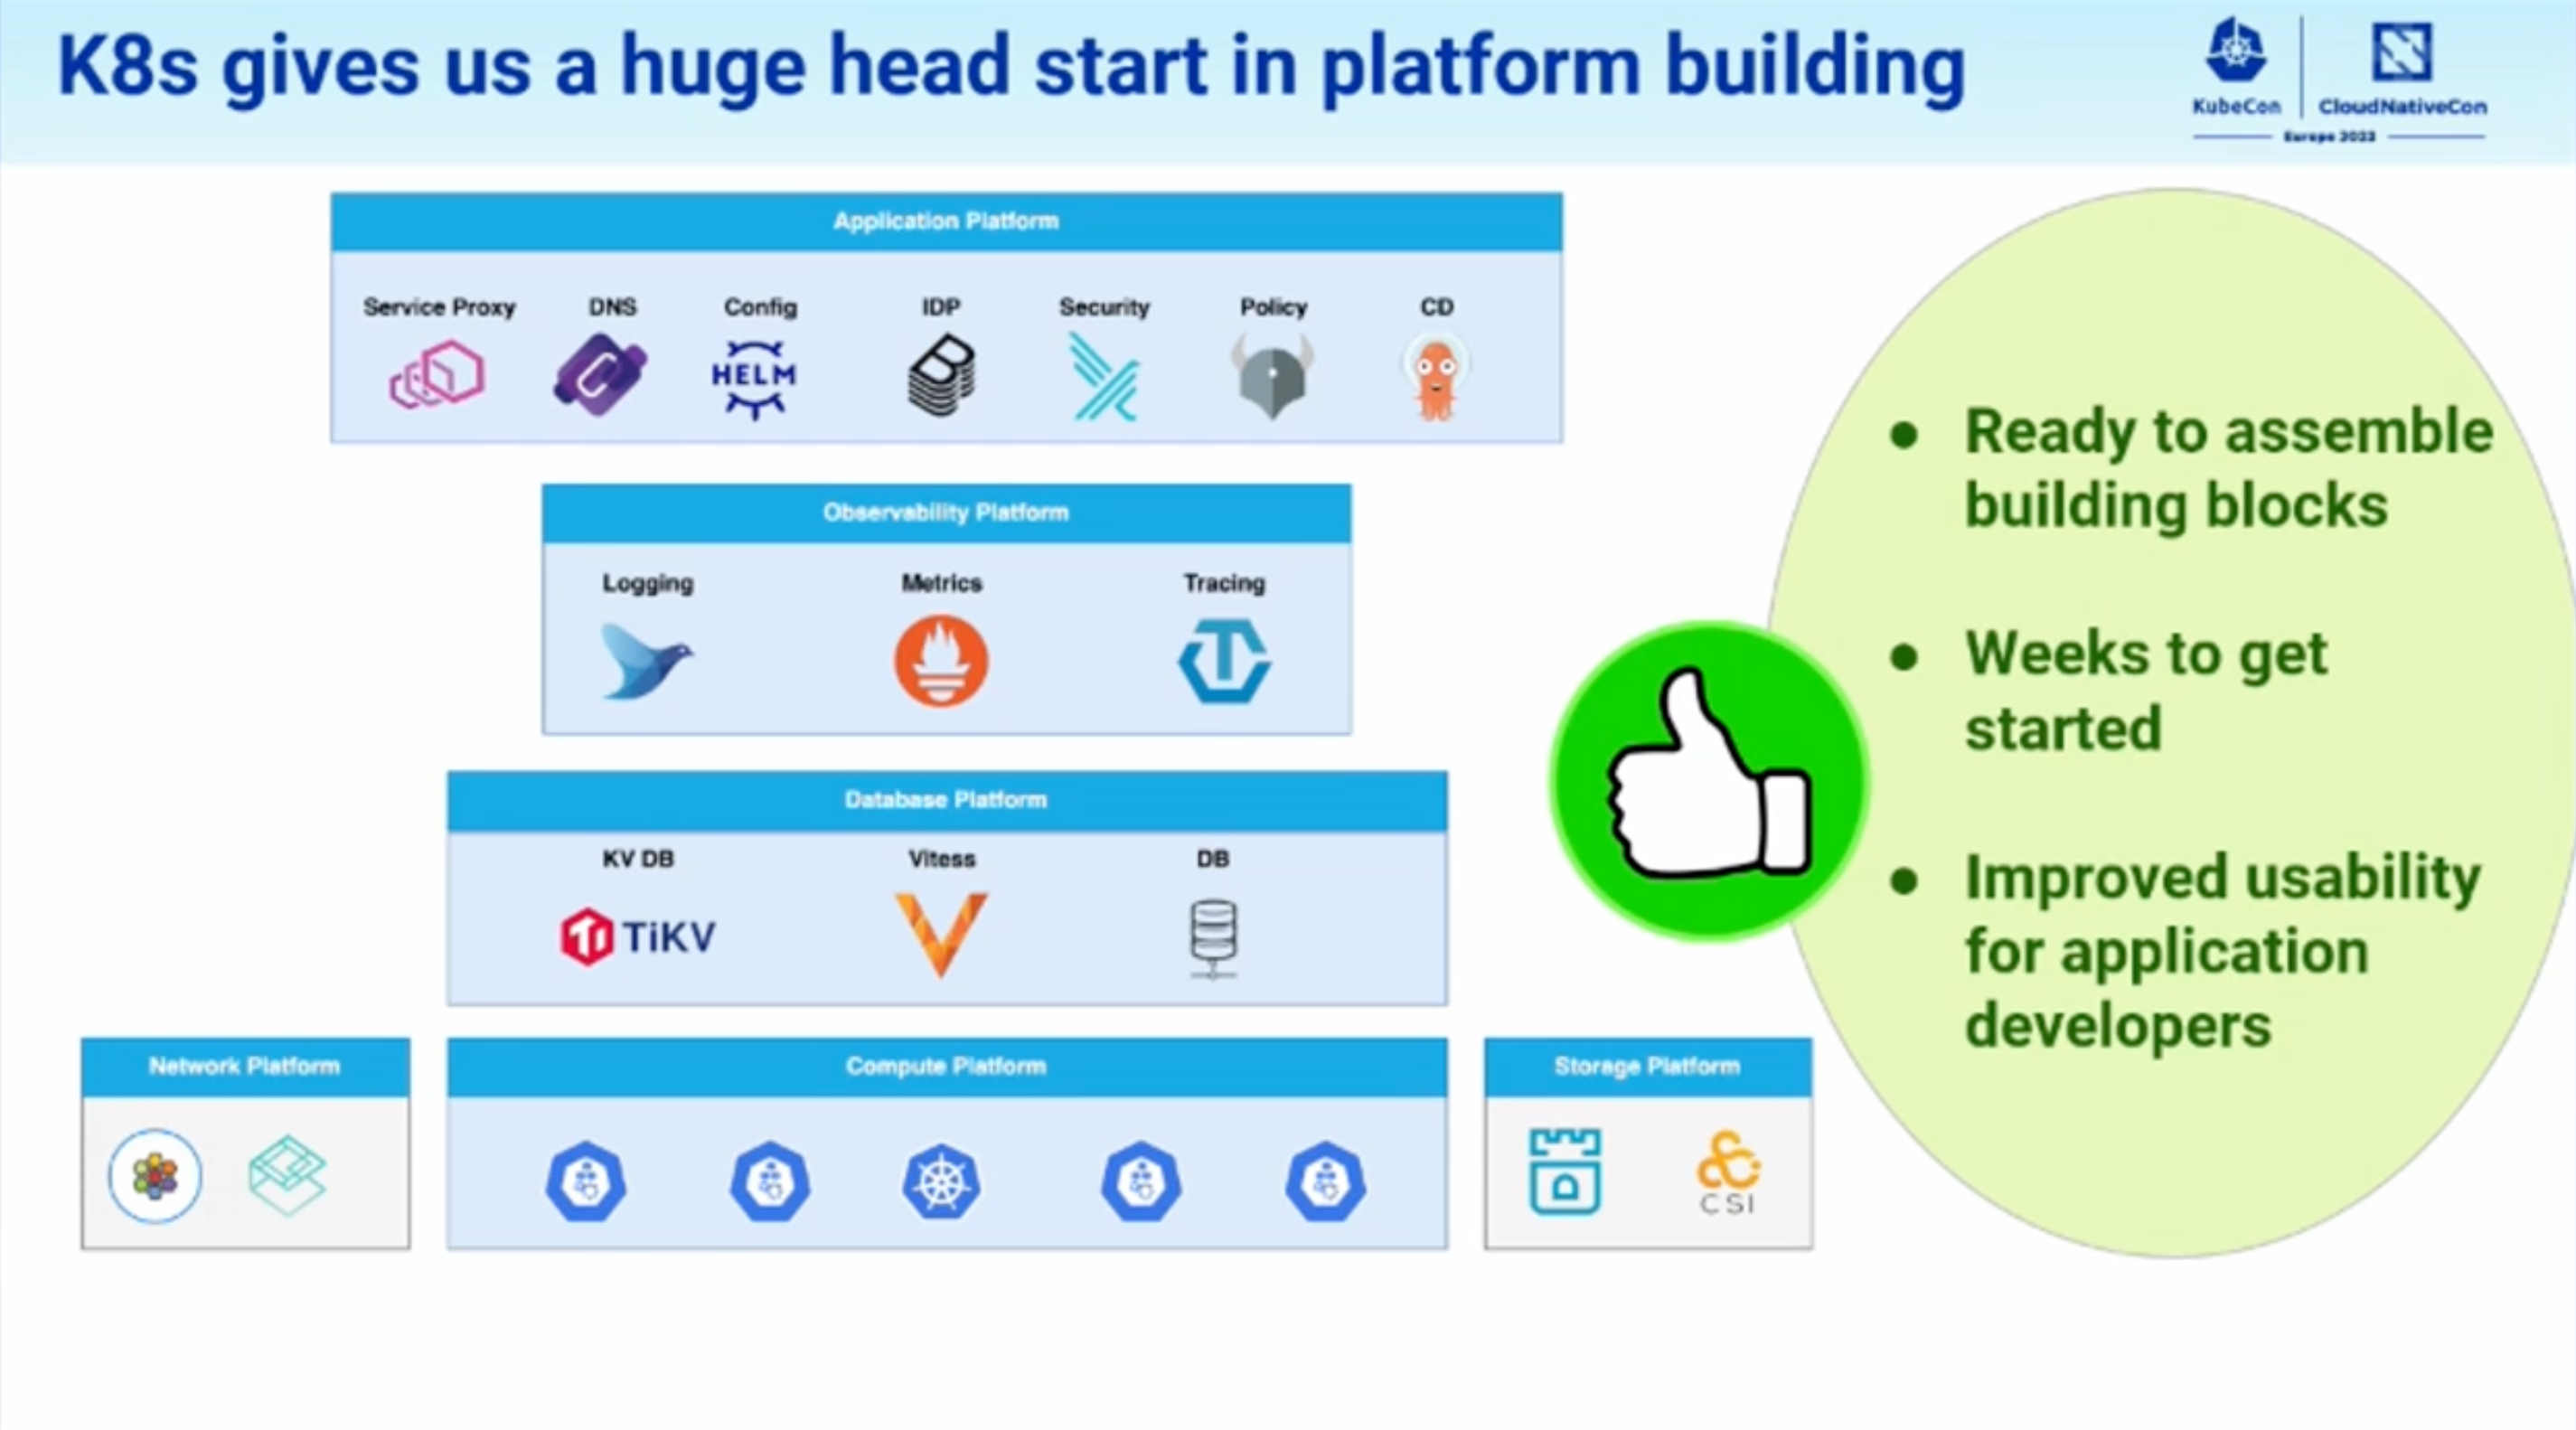 K8s gives us a huge head start in platform building
KubeCon
CloudNativeCon
Europe 2023
Application Platform
Service Proxy
DNS
Config
IDP
Security
Policy
CD
HELM
Observability Platform
Logging
Metrics
Tracing
Database Platform
KV DB
Vitess
DB
TiKV
Network Platform
Compute Platform
Storage Platform
CSI
● Ready to assemble
building blocks
● Weeks to get
started
● Improved usability
for application
developers